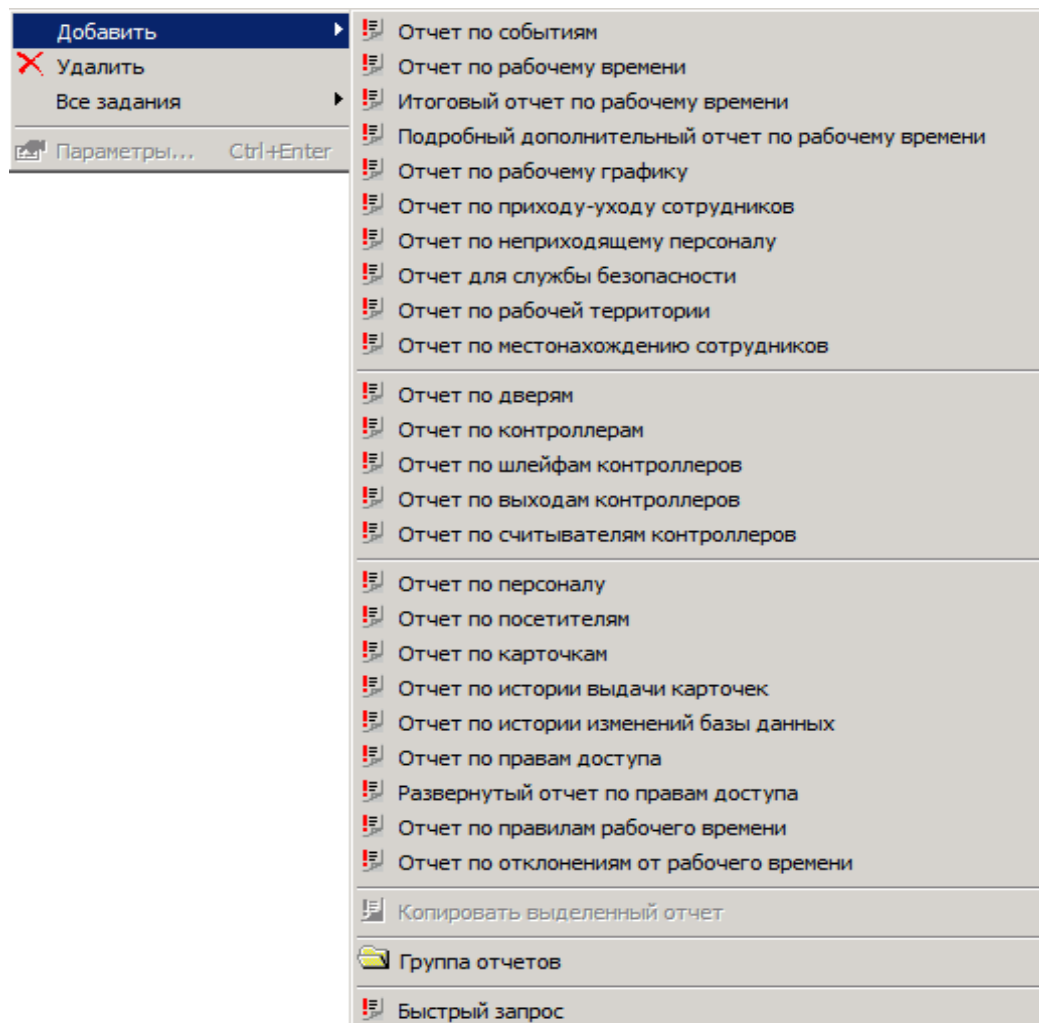 Добавить
Удалить
Все задания
Параметры... Ctrl+Enter
Отчет по событиям
Отчет по рабочему времени
Итоговый отчет по рабочему времени
Подробный дополнительный отчет по рабочему времени
Отчет по рабочему графику
Отчет по приходу-уходу сотрудников
Отчет по неприходящему персоналу
Отчет для службы безопасности
Отчет по рабочей территории
Отчет по местонахождению сотрудников
Отчет по дверям
Отчет по контроллерам
Отчет по шлейфам контроллеров
Отчет по выходам контроллеров
Отчет по считывателям контроллеров
Отчет по персоналу
Отчет по посетителям
Отчет по карточкам
Отчет по истории выдачи карточек
Отчет по истории изменений базы данных
Отчет по правам доступа
Развернутый отчет по правам доступа
Отчет по правилам рабочего времени
Отчет по отклонениям от рабочего времени
Копировать выделенный отчет
Группа отчетов
Быстрый запрос